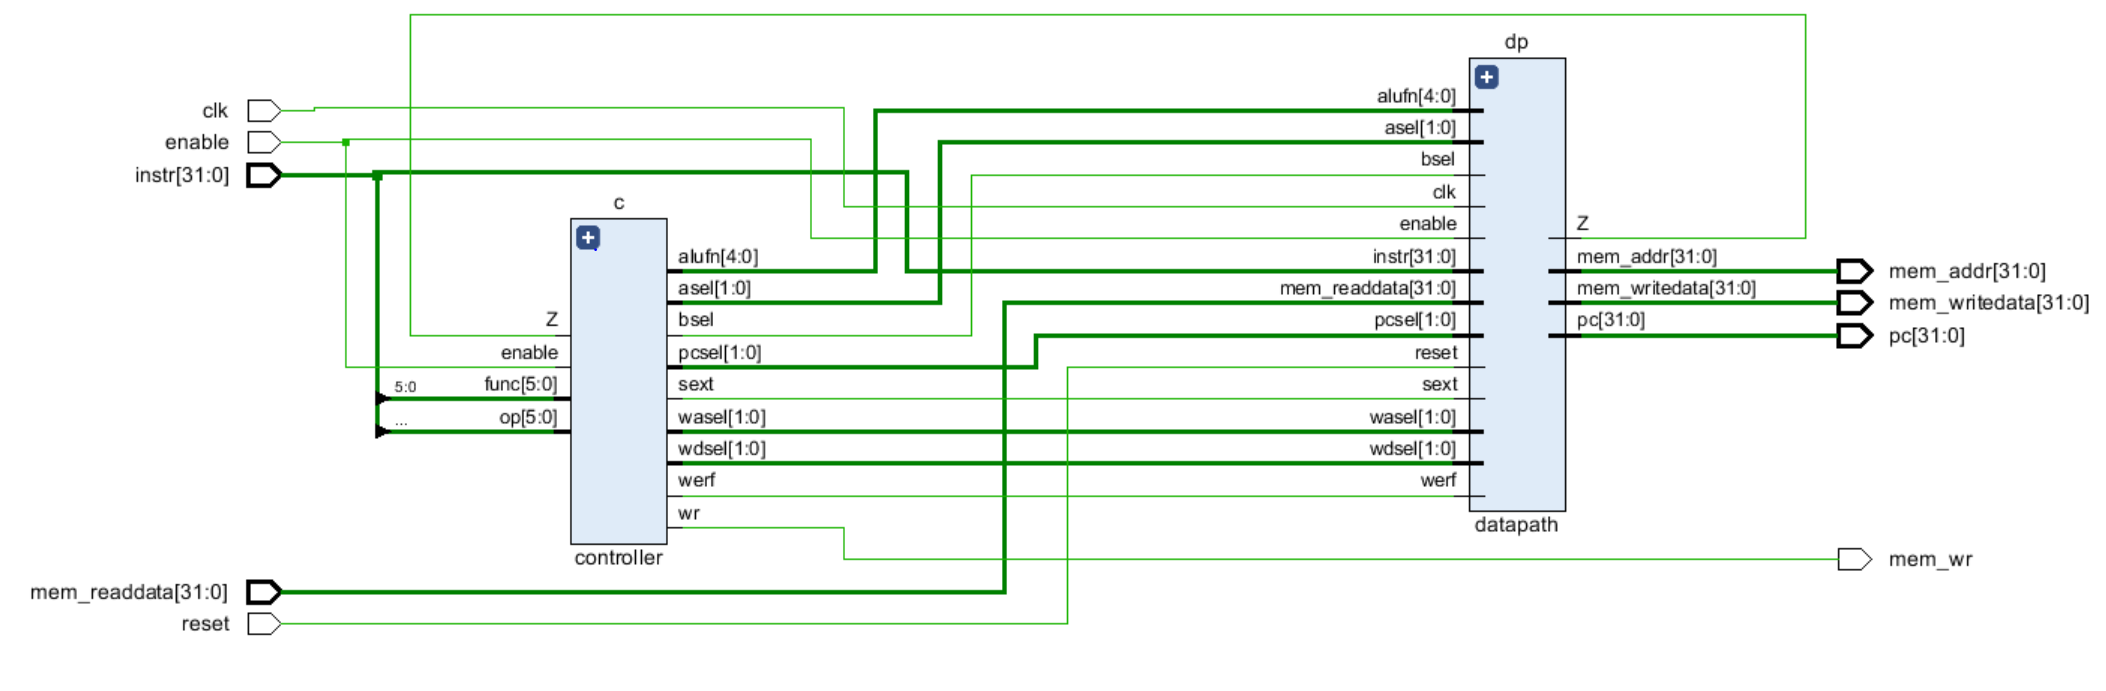 clk
enable
instr[31:0]
mem_readdata[31:0]
reset
5:0
...
c
Z
enable
func[5:0]
op[5:0]
alufn[4:0]
asel[1:0]
bsel
pcsel[1:0]
sext
wasel[1:0]
wdsel[1:0]
werf
wr
controller
dp
alufn[4:0]
asel[1:0]
bsel
clk
enable
instr[31:0]
mem_readdata[31:0]
pcsel[1:0]
reset
sext
wasel[1:0]
wdsel[1:0]
werf
Z
mem_addr[31:0]
mem_writedata[31:0]
pc[31:0]
datapath
mem_addr[31:0]
mem_writedata[31:0]
pc[31:0]
mem_wr